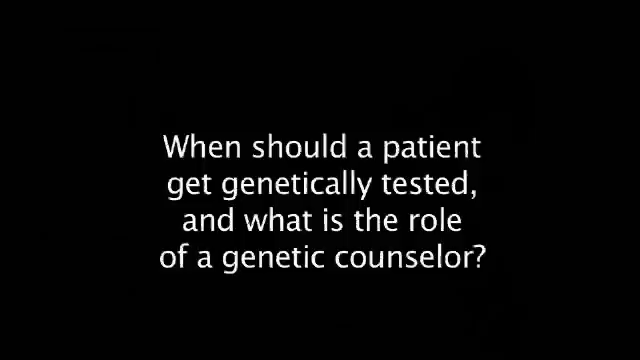 When should a patient
get genetically tested,
and what is the role
of a genetic counselor?